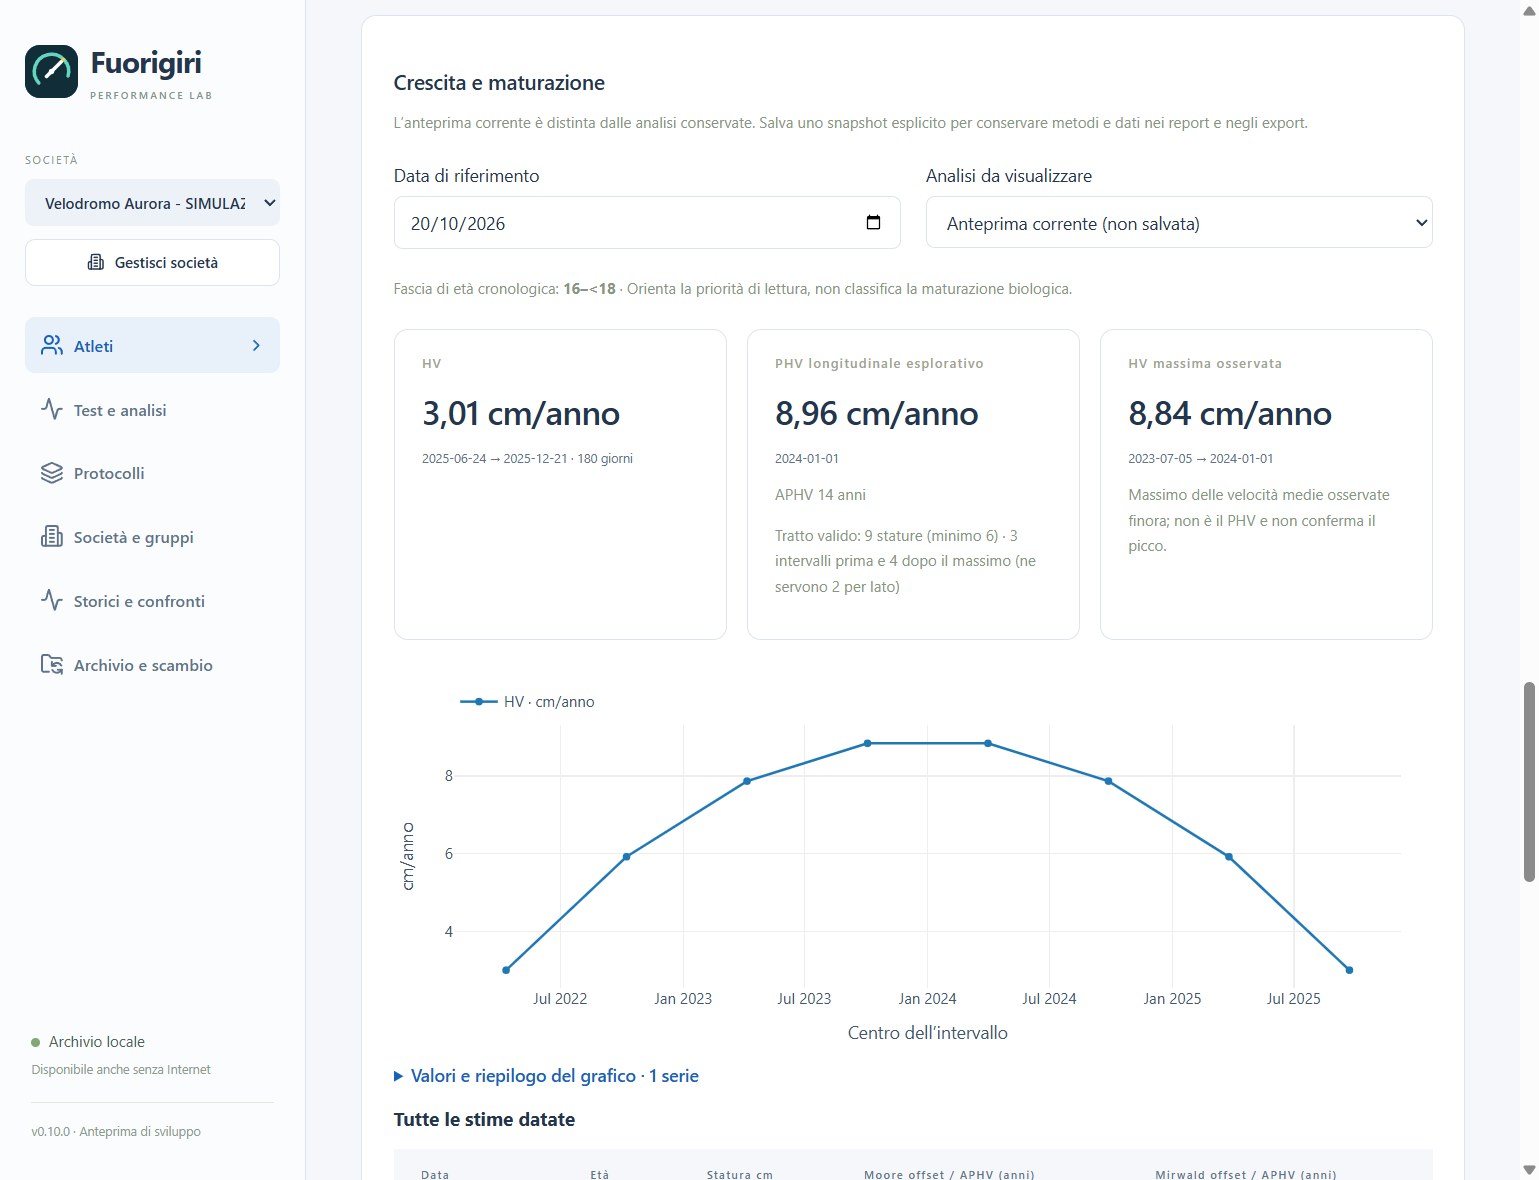 Fuorigiri
PERFORMANCE LAB
SOCIETÀ
Velodromo Aurora - SIMULAZ
Gestisci società
Atleti
Test e analisi
Protocolli
Società e gruppi
Storici e confronti
Archivio e scambio
Archivio locale
Disponibile anche senza Internet
v0.10.0 · Anteprima di sviluppo
Crescita e maturazione
L'anteprima corrente è distinta dalle analisi conservate. Salva uno snapshot esplicito per conservare metodi e dati nei report e negli export.
Data di riferimento
20/10/2026
Analisi da visualizzare
Anteprima corrente (non salvata)
Fascia di età cronologica: 16–<18 · Orienta la priorità di lettura, non classifica la maturazione biologica.
HV
3,01 cm/anno
2025-06-24 → 2025-12-21 · 180 giorni
PHV longitudinale esplorativo
8,96 cm/anno
2024-01-01
APHV 14 anni
Tratto valido: 9 stature (minimo 6) · 3
intervalli prima e 4 dopo il massimo (ne
servono 2 per lato)
HV massima osservata
8,84 cm/anno
2023-07-05 → 2024-01-01
Massimo delle velocità medie osservate
finora; non è il PHV e non conferma il
picco.
HV · cm/anno
8
6
4
cm/anno
Jul 2022
Jan 2023
Jul 2023
Jan 2024
Jul 2024
Jan 2025
Jul 2025
Centro dell'intervallo
Valori e riepilogo del grafico · 1 serie
Tutte le stime datate
Data
Età
Statura cm
Moore offset / APHV (anni)
Mirwald offset / APHV (anni)